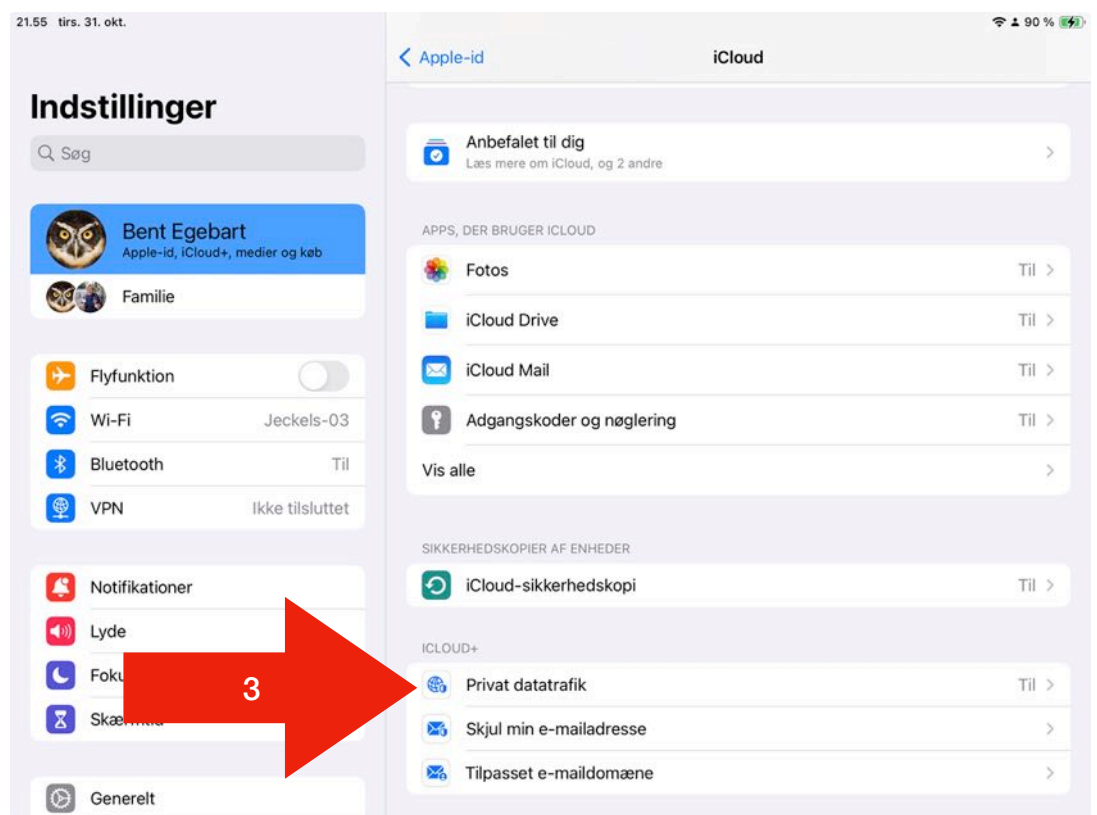 21.55 tirs. 31. okt.
90 %
Indstillinger
Søg
Bent Egebart
Apple-id, iCloud+, medier og køb
Familie
Flyfunktion
Wi-Fi Jeckels-03
Bluetooth Til
VPN Ikke tilsluttet
Notifikationer
Lyde
3
Generelt
Apple-id
iCloud
Anbefalet til dig
Læs mere om iCloud, og 2 andre
APPS, DER BRUGER ICLOUD
Fotos Til
iCloud Drive Til
iCloud Mail Til
Adgangskoder og nøglering Til
Vis alle
SIKKERHEDSKOPIER AF ENHEDER
iCloud-sikkerhedskopi Til
ICLOUD+
Privat datatrafik Til
Skjul min e-mailadresse
Tilpasset e-maildomæne